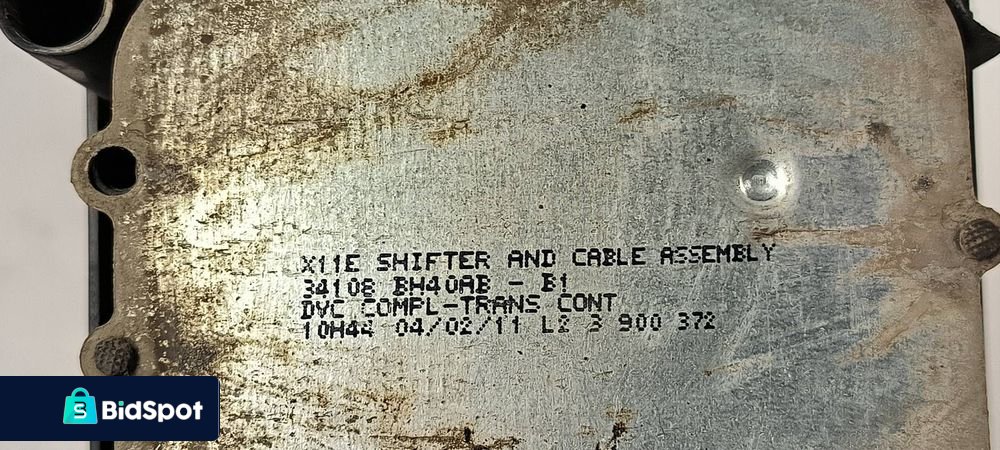 X11E SHIFTER AND CABLE ASSEMBLY
34108 BH40AB - B1
DVC COMPL-TRANS CONT
10H44 04/02/11 L2 3 900 372
BidSpot